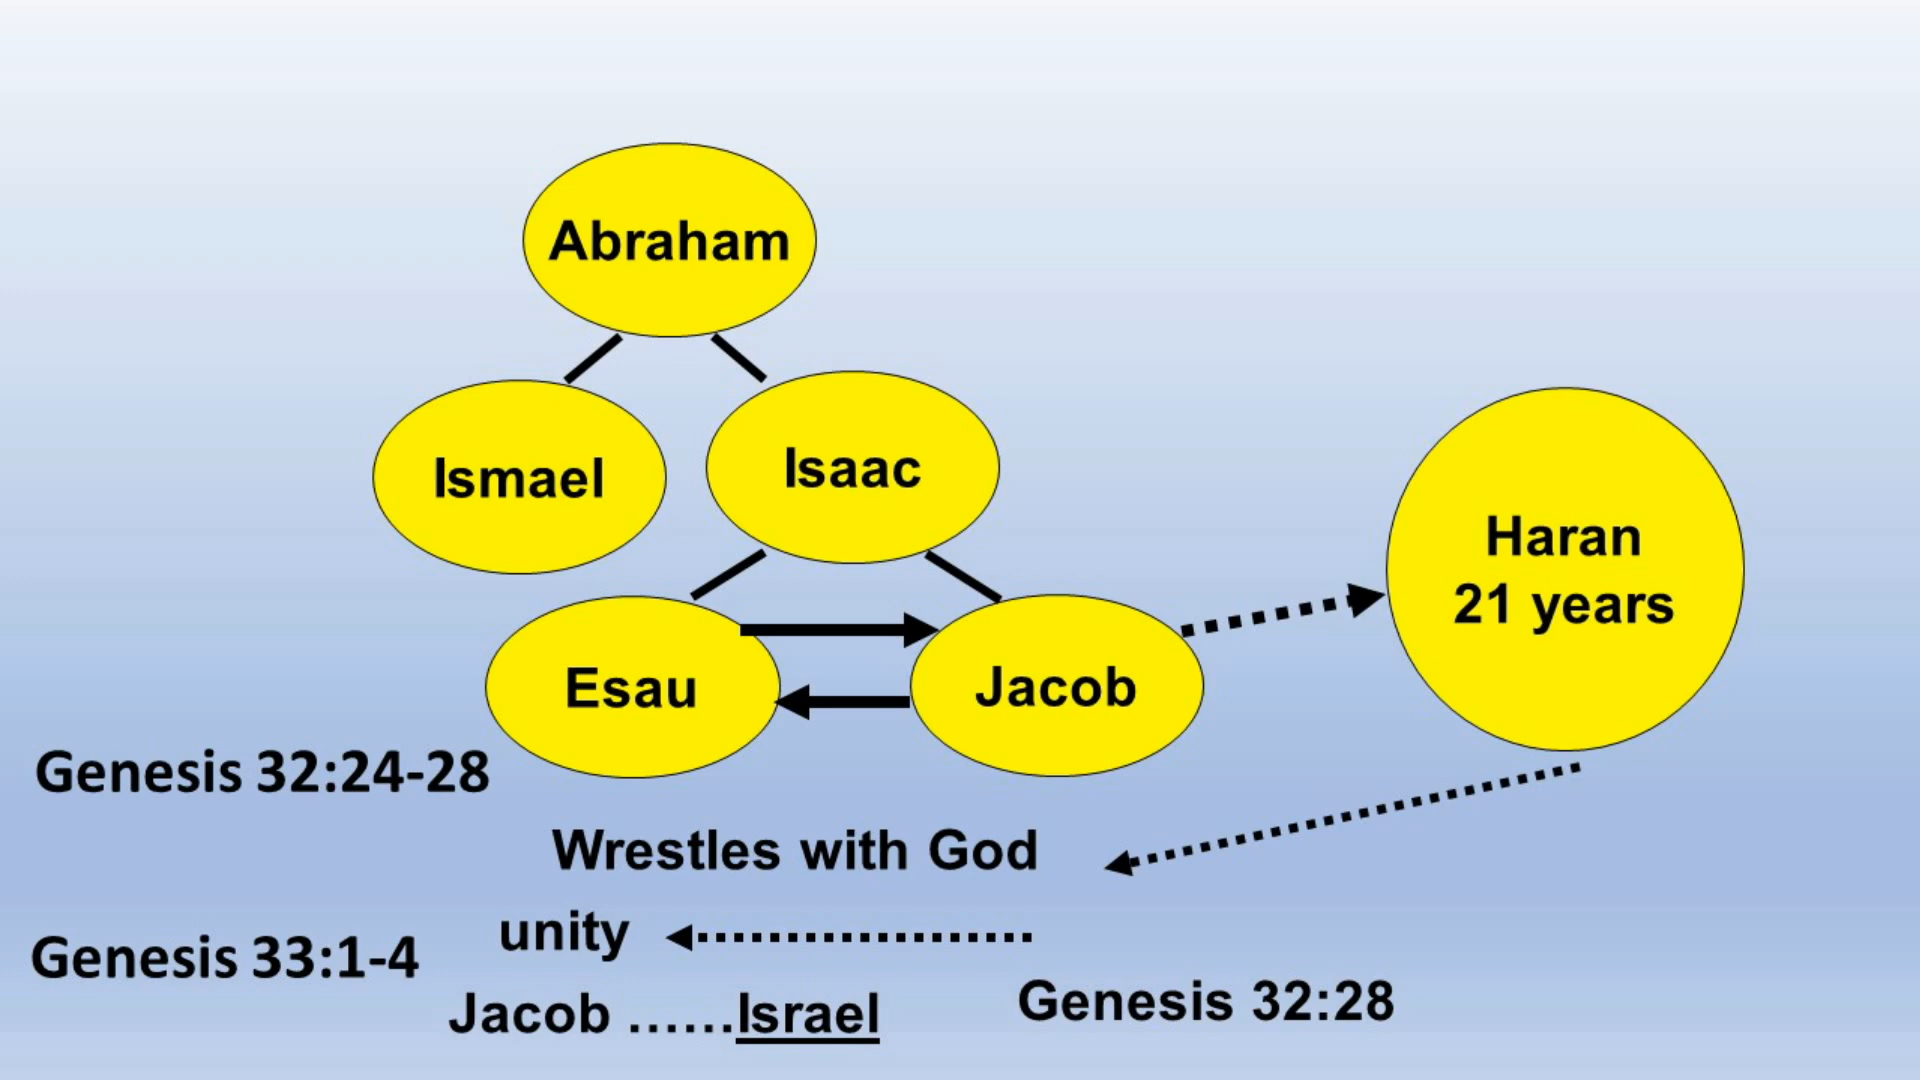 Abraham
Ismael
Isaac
Haran
21 years
Esau
Jacob
Genesis 32:24-28
Wrestles with God
unity
Genesis 33:1-4
Jacob ......Israel
Genesis 32:28